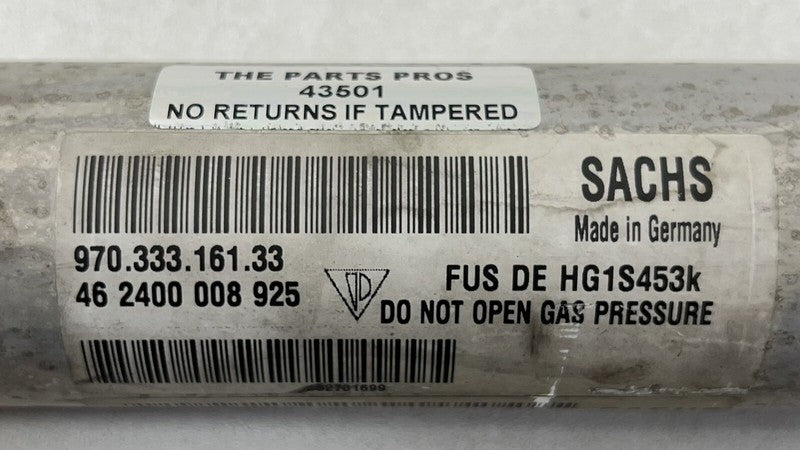 THE PARTS PROS
43501
NO RETURNS IF TAMPERED
SACHS
Made in Germany
970.333.161.33
46 2400 008 925
FUS DE HG1S453k
DO NOT OPEN GAS PRESSURE